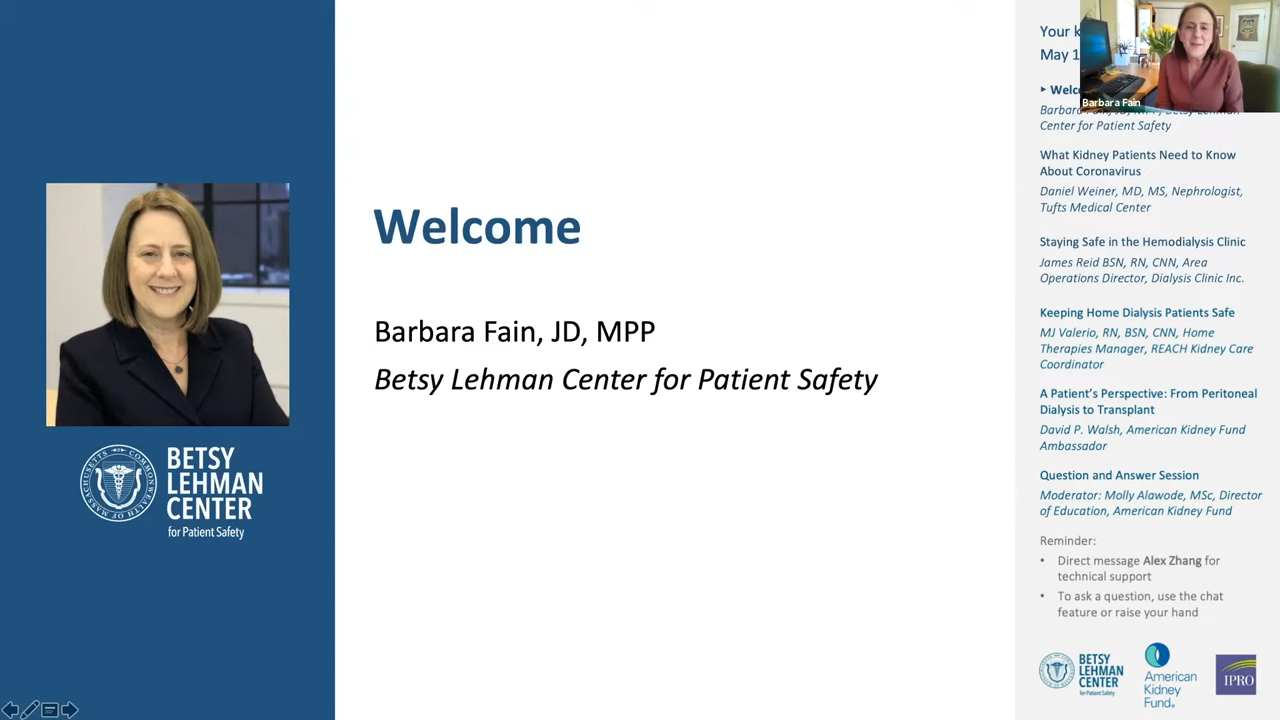 Welcome
Barbara Fain, JD, MPP
Betsy Lehman Center for Patient Safety
COMMONWEALTH OF MASSACHUSETTS
BETSY
LEHMAN
CENTER
for Patient Safety
Barbara Fain
Your k
May 1
Welc
Center for Patient Safety
What Kidney Patients Need to Know
About Coronavirus
Daniel Weiner, MD, MS, Nephrologist,
Tufts Medical Center
Staying Safe in the Hemodialysis Clinic
James Reid BSN, RN, CNN, Area
Operations Director, Dialysis Clinic Inc.
Keeping Home Dialysis Patients Safe
MJ Valerio, RN, BSN, CNN, Home
Therapies Manager, REACH Kidney Care
Coordinator
A Patient's Perspective: From Peritoneal
Dialysis to Transplant
David P. Walsh, American Kidney Fund
Ambassador
Question and Answer Session
Moderator: Molly Alawode, MSc, Director
of Education, American Kidney Fund
Reminder:
• Direct message Alex Zhang for
technical support
• To ask a question, use the chat
feature or raise your hand
BETSY
LEHMAN
CENTER
for Patient Safety
American
Kidney
Fund®
IPRO